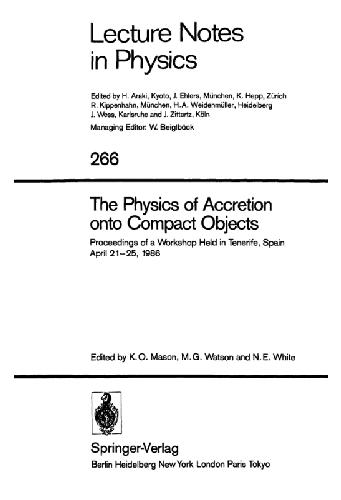 Lecture Notes
in Physics
Edited by H. Araki, Kyoto, J. Ehlers, München, K. Hepp, Zürich
R. Kippenhahn, München, H.A. Weidenmüller, Heidelberg
J. Wess, Karlsruhe and J. Zittartz, Köln
Managing Editor: W. Beiglböck
266
The Physics of Accretion
onto Compact Objects
Proceedings of a Workshop Held in Tenerife, Spain
April 21–25, 1986
Edited by K.O. Mason, M.G. Watson and N.E. White
Springer-Verlag
Berlin Heidelberg New York London Paris Tokyo